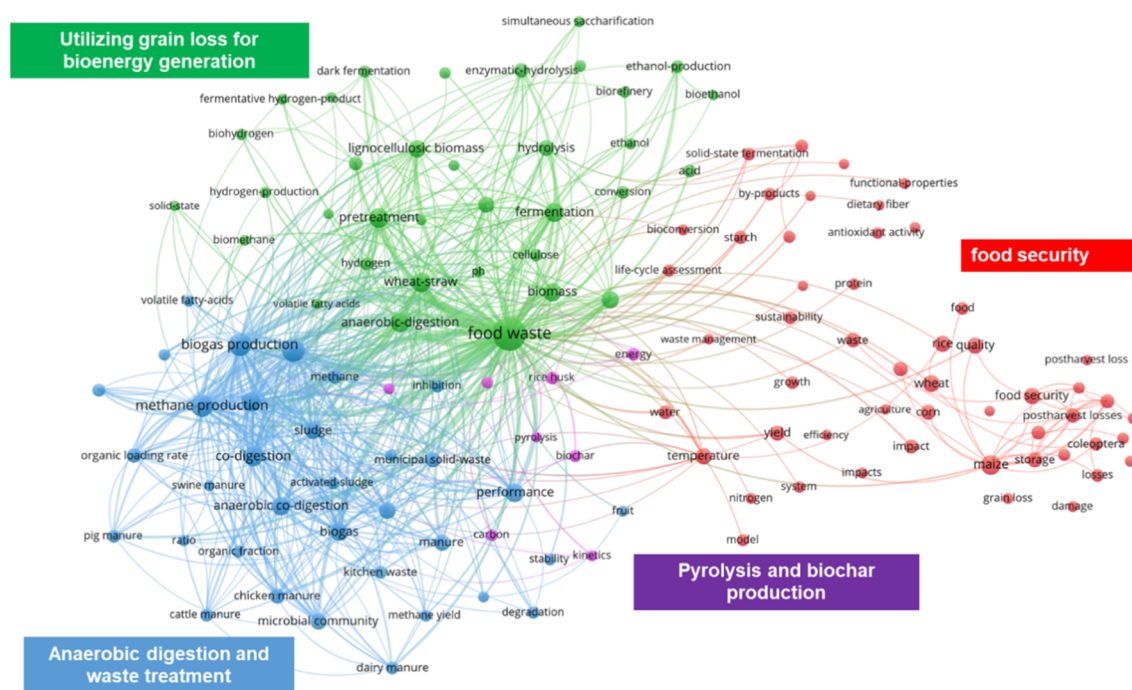 simultaneous saccharification
Utilizing grain loss for
bioenergy generation
dark fermentation
enzymatic-hydrolysis
ethanol-production
fermentative hydrogen-product
biorefinery
bioethanol
biohydrogen
lignocellulosic biomass
hydrolysis
ethanol
solid-state fermentation
acid
functional-properties
hydrogen-production
conversion
by-products
dietary fiber
solid-state
pretreatment
fermentation
bioconversion
starch
antioxidant activity
biomethane
cellulose
food security
hydrogen
ph
life-cycle assessment
wheat-straw
biomass
protein
volatile fatty-acids
volatile fatty acids
sustainability
food
anaerobic-digestion
food waste
waste management
waste
rice
quality
biogas production
energy
postharvest loss
methane
inhibition
rice husk
growth
wheat
food security
methane production
water
agriculture
corn
postharvest losses
sludge
pyrolysis
yield
efficiency
coleoptera
organic loading rate
co-digestion
municipal solid-waste
biochar
temperature
impact
maize
storage
swine manure
activated-sludge
performance
impacts
losses
system
anaerobic co-digestion
nitrogen
grain loss
damage
fruit
pig manure
ratio
biogas
carbon
model
organic fraction
manure
stability
kinetics
kitchen waste
Pyrolysis and biochar
production
chicken manure
cattle manure
microbial community
methane yield
degradation
Anaerobic digestion and
waste treatment
dairy manure